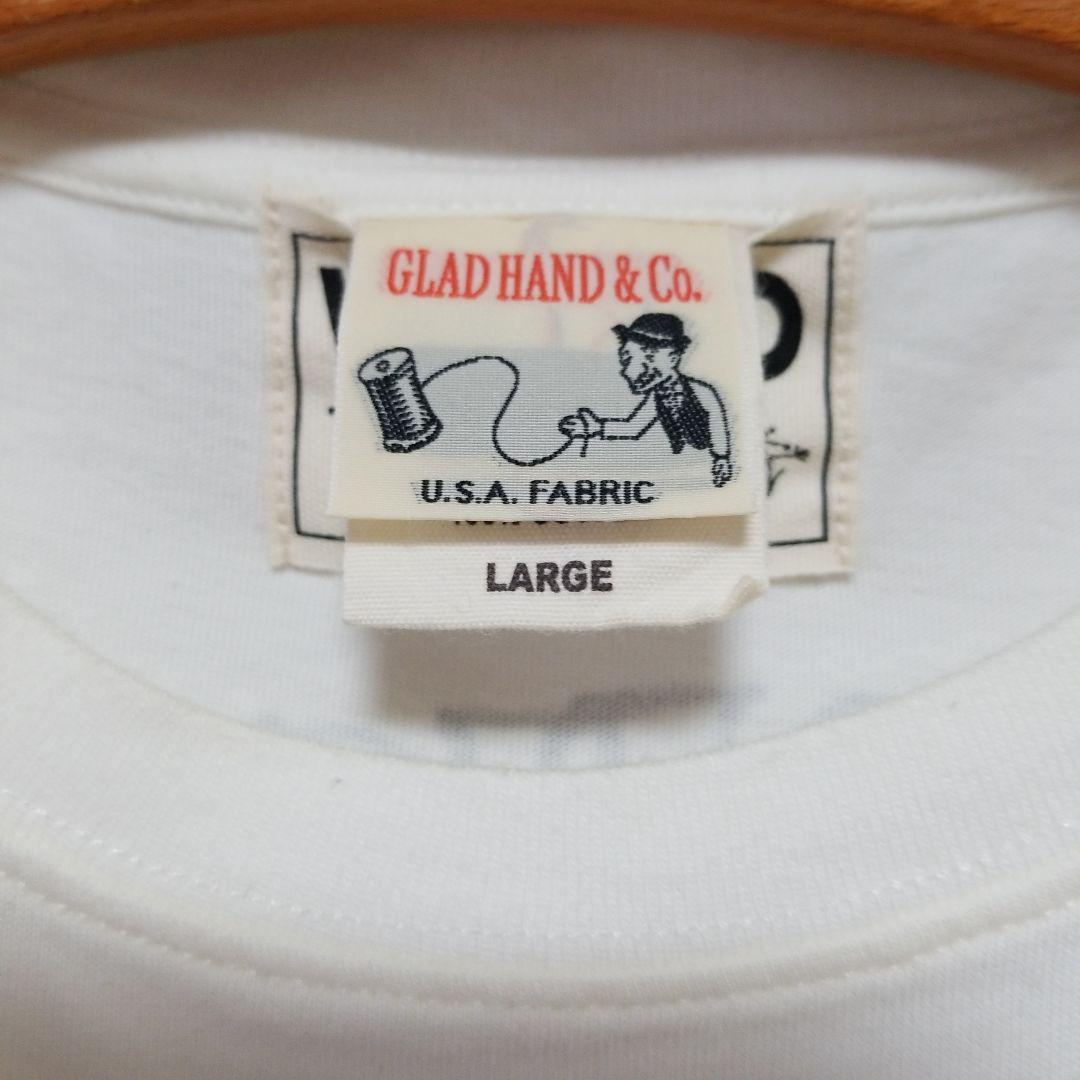 GLAD HAND & Co.
U.S.A. FABRIC
LARGE